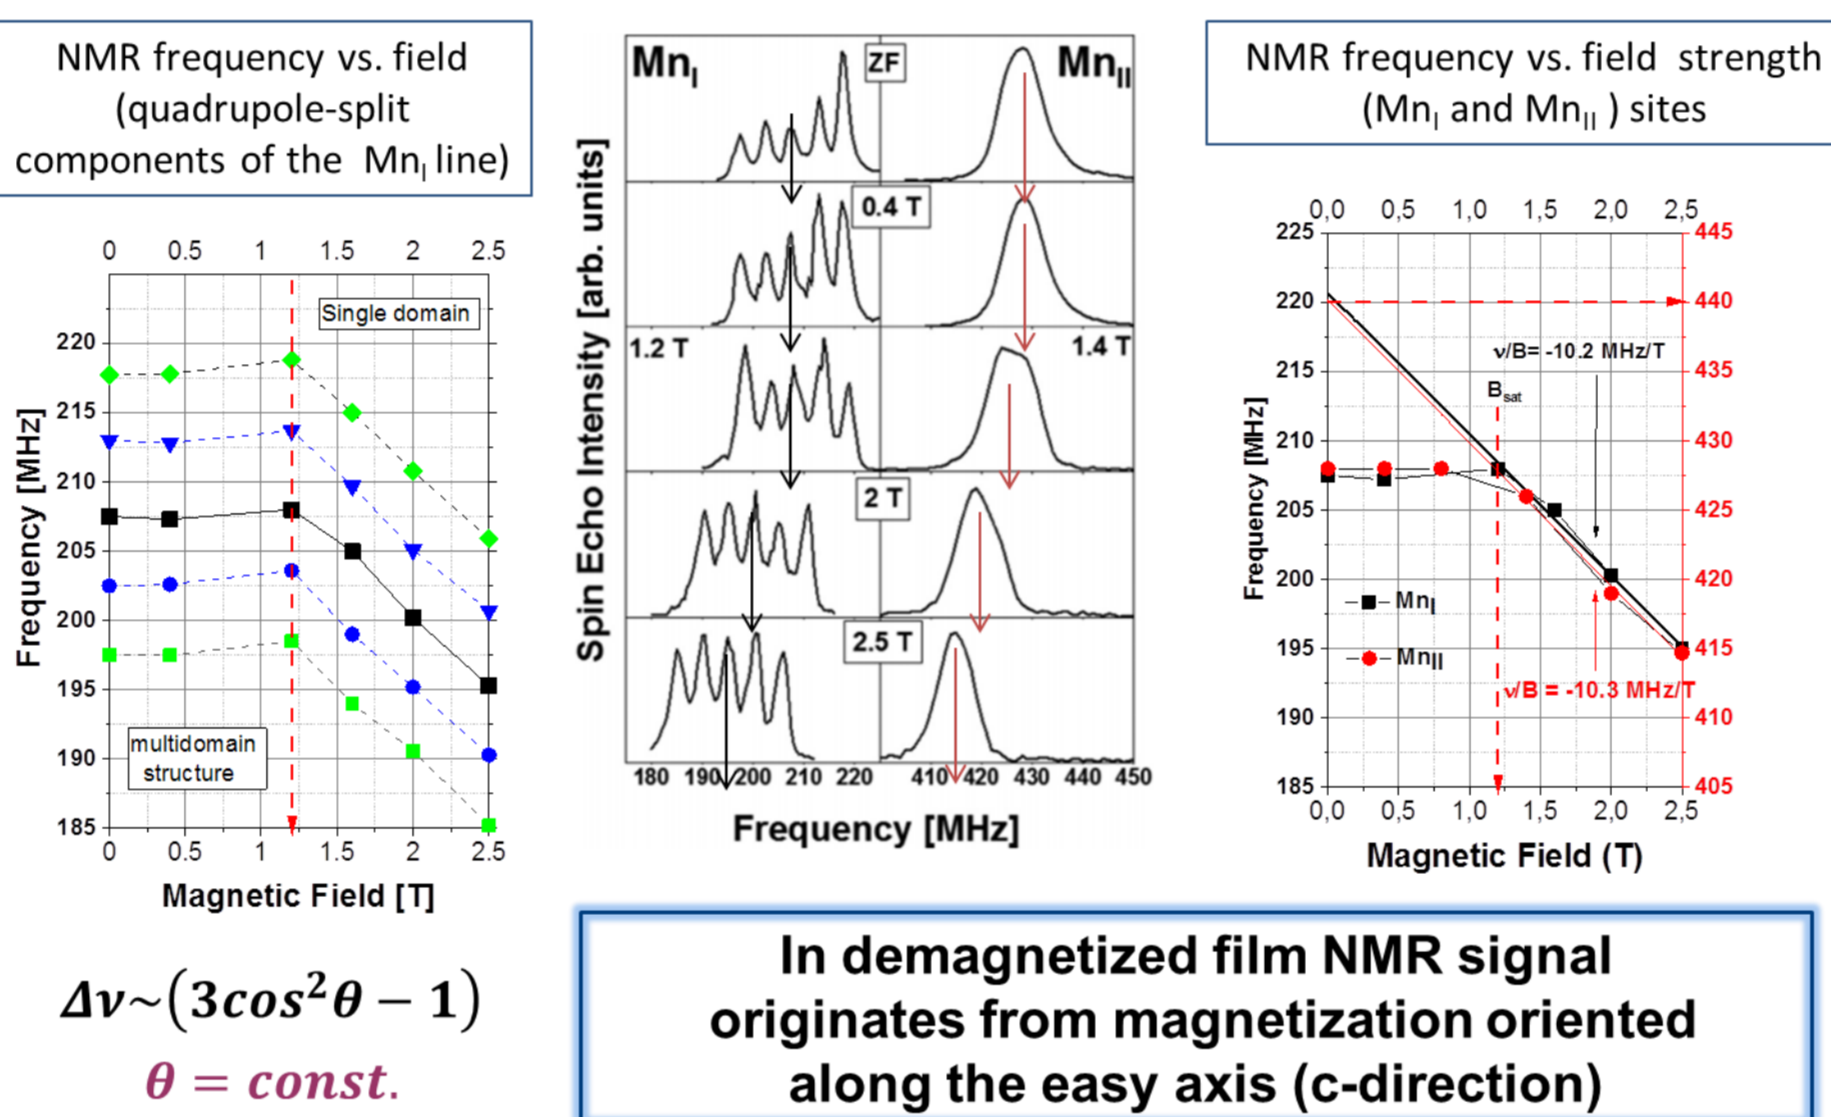 NMR frequency vs. field
(quadrupole-split
components of the Mn_I line)
0 0.5 1 1.5 2 2.5
Single domain
220
215
210
205
200
195
190
185
multidomain
structure
0 0.5 1 1.5 2 2.5
Frequency [MHz]
Magnetic Field [T]
Δν~(3cos²θ − 1)
θ = const.
Mn_I ZF Mn_II
0.4 T
1.2 T 1.4 T
2 T
2.5 T
180 190 200 210 220 410 420 430 440 450
Spin Echo Intensity [arb. units]
Frequency [MHz]
NMR frequency vs. field strength
(Mn_I and Mn_II ) sites
0,0 0,5 1,0 1,5 2,0 2,5
225 445
220 440
ν/B= -10.2 MHz/T
215 435
B_sat
210 430
205 425
200 420
Mn_I
195 415
Mn_II
ν/B = -10.3 MHz/T
190 410
185 405
0,0 0,5 1,0 1,5 2,0 2,5
Frequency [MHz]
Magnetic Field (T)
In demagnetized film NMR signal
originates from magnetization oriented
along the easy axis (c-direction)